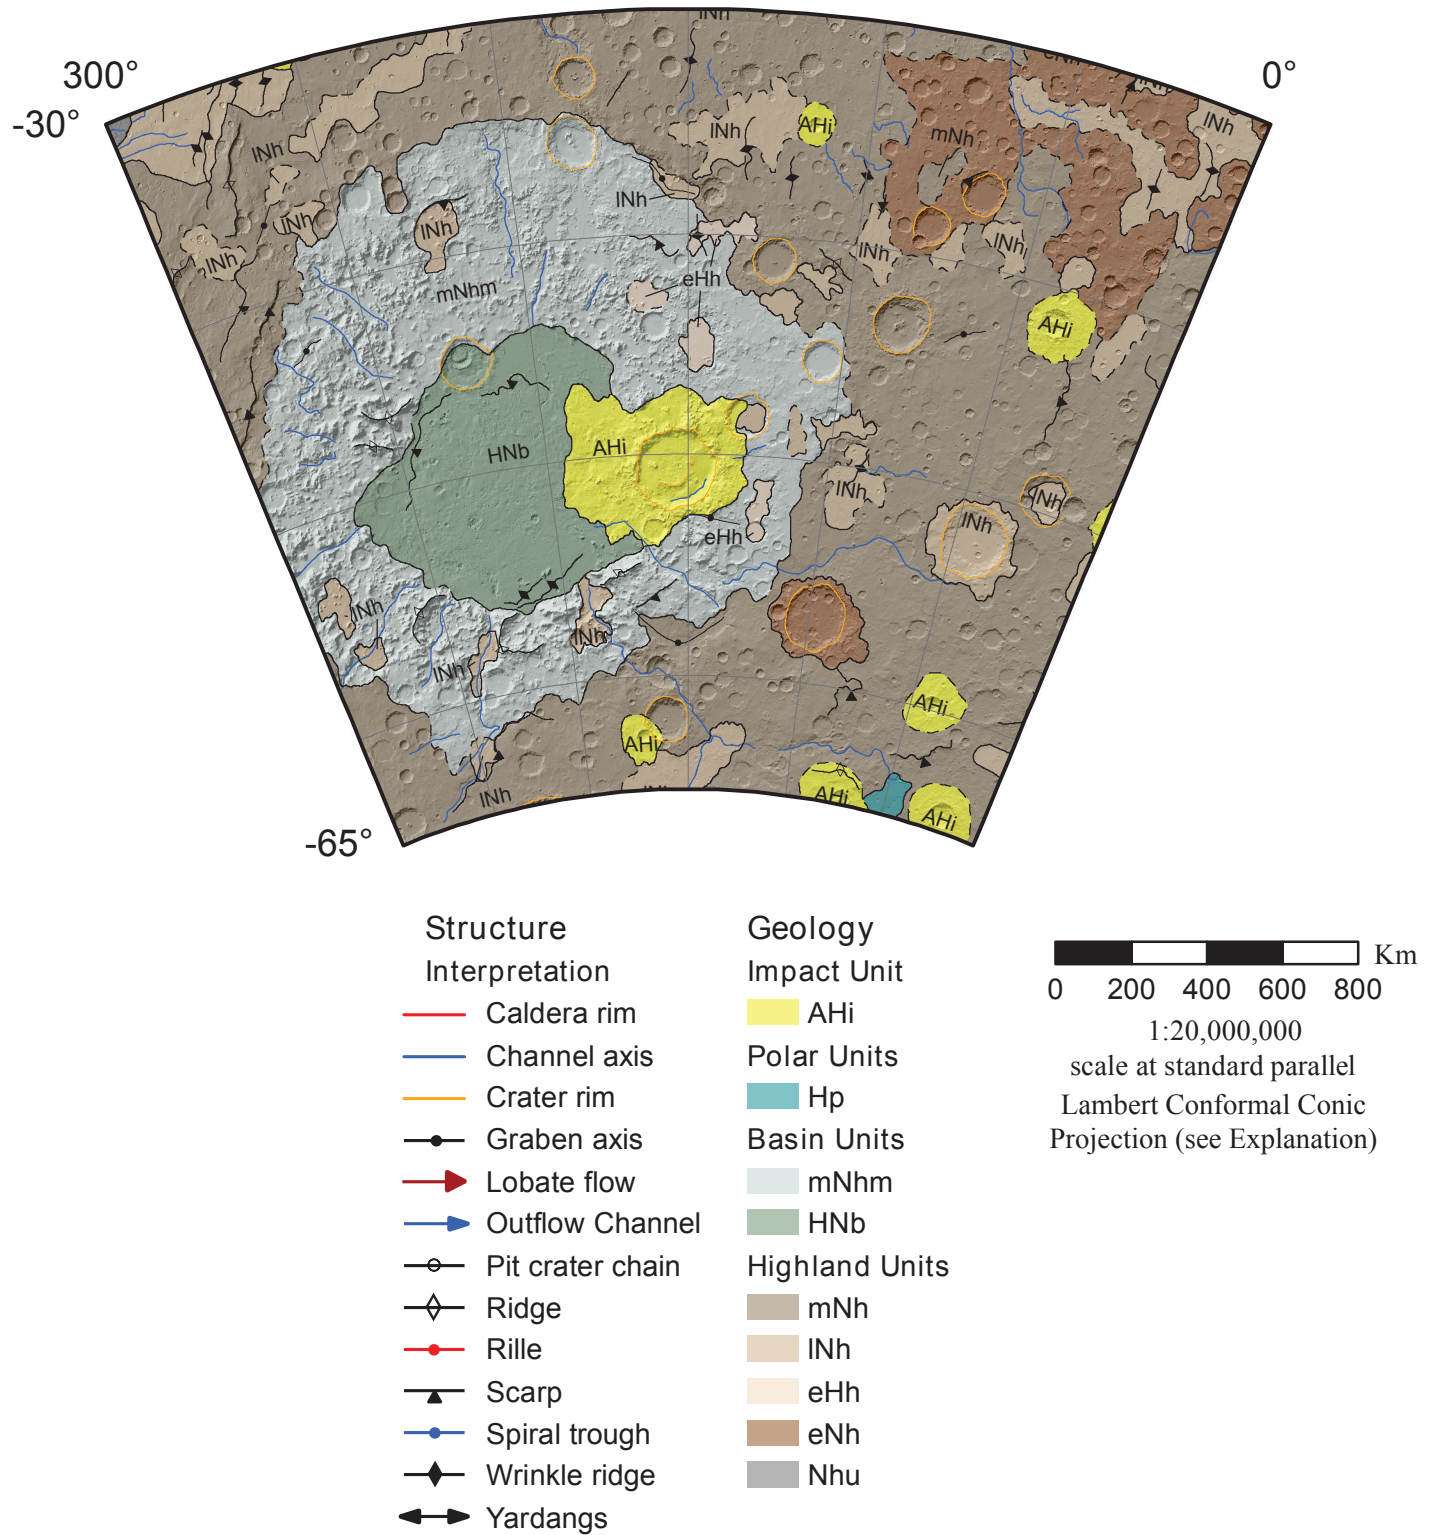 lNh
300°
0°
-30°
lNh
AHi
lNh
mNh
lNh
lNh
lNh
lNh
lNh
lNh
lNh
eHh
mNhm
AHi
HNb
AHi
lNh
lNh
lNh
eHh
lNh
lNh
lNh
AHi
AHi
lNh
AHi
AHi
-65°
Structure
Interpretation
Caldera rim
Channel axis
Crater rim
Graben axis
Lobate flow
Outflow Channel
Pit crater chain
Ridge
Rille
Scarp
Spiral trough
Wrinkle ridge
Yardangs
Geology
Impact Unit
AHi
Polar Units
Hp
Basin Units
mNhm
HNb
Highland Units
mNh
lNh
eHh
eNh
Nhu
Km
0 200 400 600 800
1:20,000,000
scale at standard parallel
Lambert Conformal Conic
Projection (see Explanation)